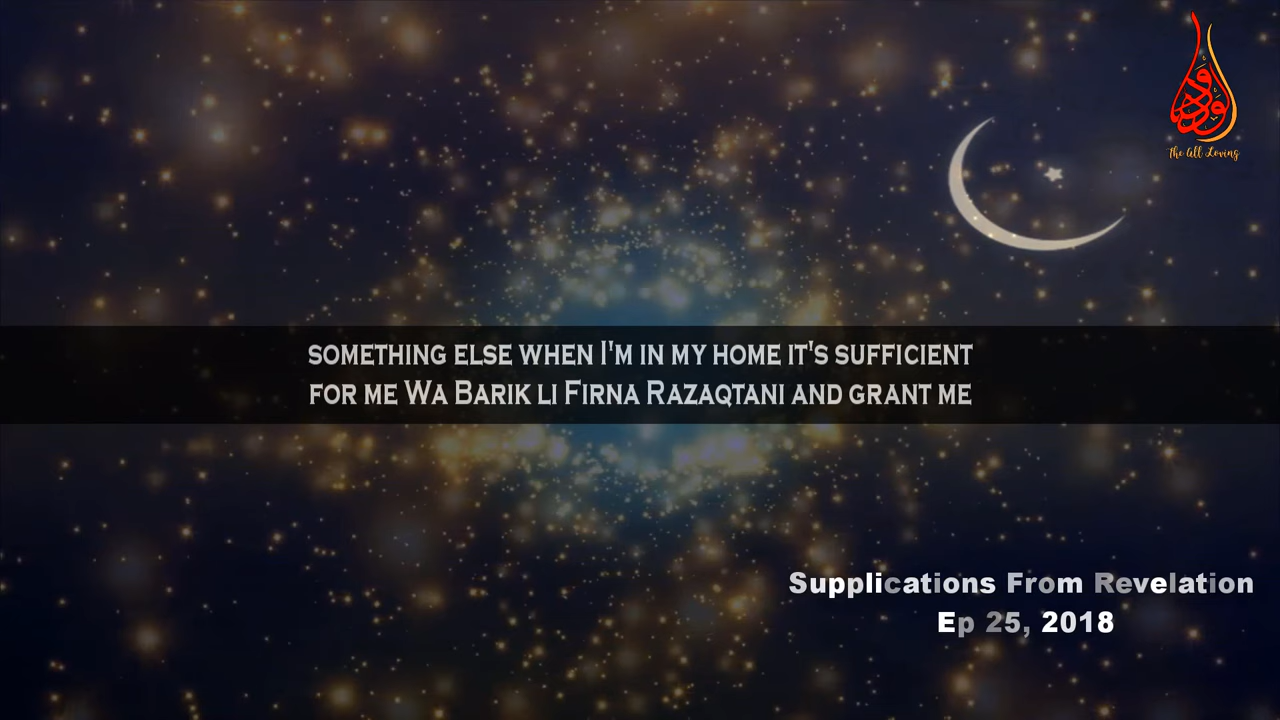 الودود
The All Loving
SOMETHING ELSE WHEN I'M IN MY HOME IT'S SUFFICIENT
FOR ME WA BARIK LI FIRNA RAZAQTANI AND GRANT ME
Supplications From Revelation
Ep 25, 2018